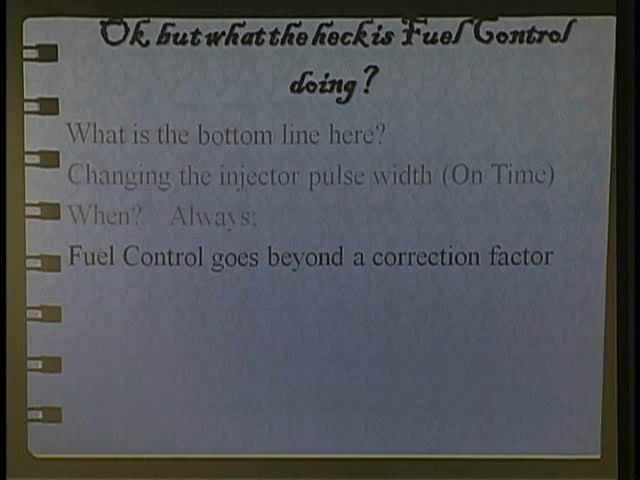 Ok but what the heck is Fuel Control
doing?
What is the bottom line here?
Changing the injector pulse width (On Time)
When? Always;
Fuel Control goes beyond a correction factor